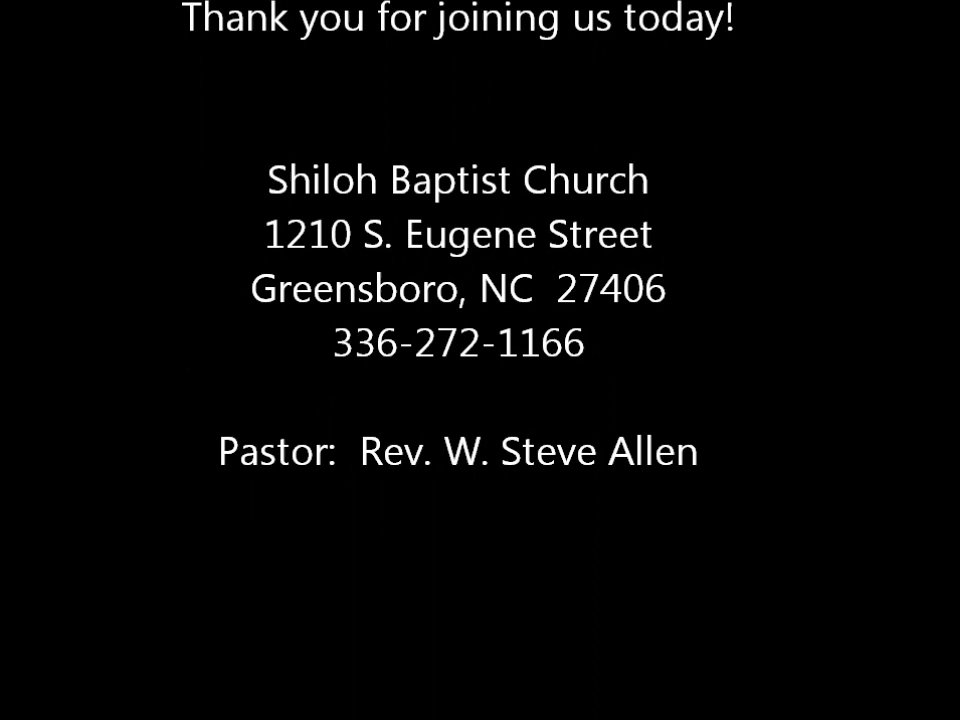 Thank you for joining us today!
Shiloh Baptist Church
1210 S. Eugene Street
Greensboro, NC  27406
336-272-1166
Pastor:  Rev. W. Steve Allen